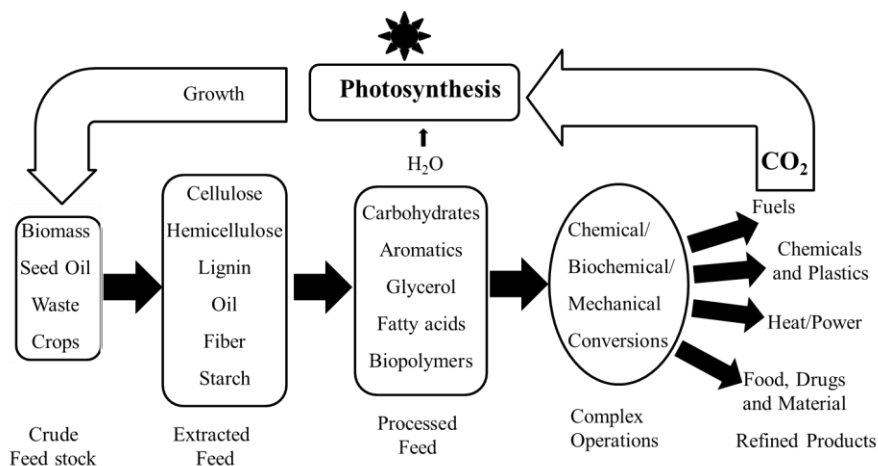 Growth
Photosynthesis
H₂O
CO₂
Biomass
Seed Oil
Waste
Crops
Crude
Feed stock
Cellulose
Hemicellulose
Lignin
Oil
Fiber
Starch
Extracted
Feed
Carbohydrates
Aromatics
Glycerol
Fatty acids
Biopolymers
Processed
Feed
Chemical/
Biochemical/
Mechanical
Conversions
Complex
Operations
Fuels
Chemicals
and Plastics
Heat/Power
Food, Drugs
and Material
Refined Products